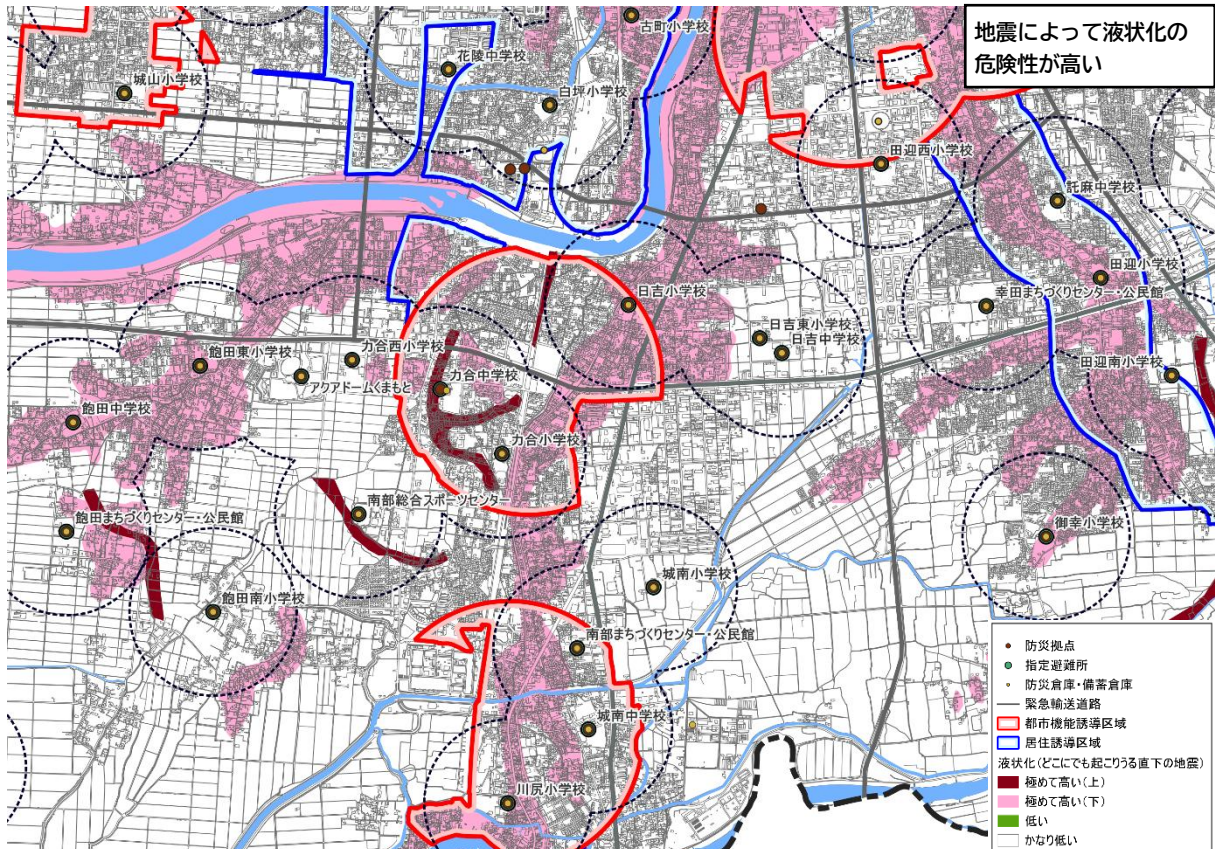 地震によって液状化の
危険性が高い
古町小学校
花陵中学校
城山小学校
白坪小学校
田迎西小学校
託麻中学校
田迎小学校
幸田まちづくりセンター・公民館
日吉小学校
日吉東小学校
日吉中学校
力合西小学校
飽田東小学校
田迎南小学校
力合中学校
アクアドームくまもと
飽田中学校
力合小学校
南部総合スポーツセンター
飽田まちづくりセンター・公民館
御幸小学校
城南小学校
飽田南小学校
南部まちづくりセンター・公民館
城南中学校
川尻小学校
防災拠点
指定避難所
防災倉庫・備蓄倉庫
緊急輸送道路
都市機能誘導区域
居住誘導区域
液状化(どこにでも起こりうる直下の地震)
極めて高い(上)
極めて高い(下)
低い
かなり低い